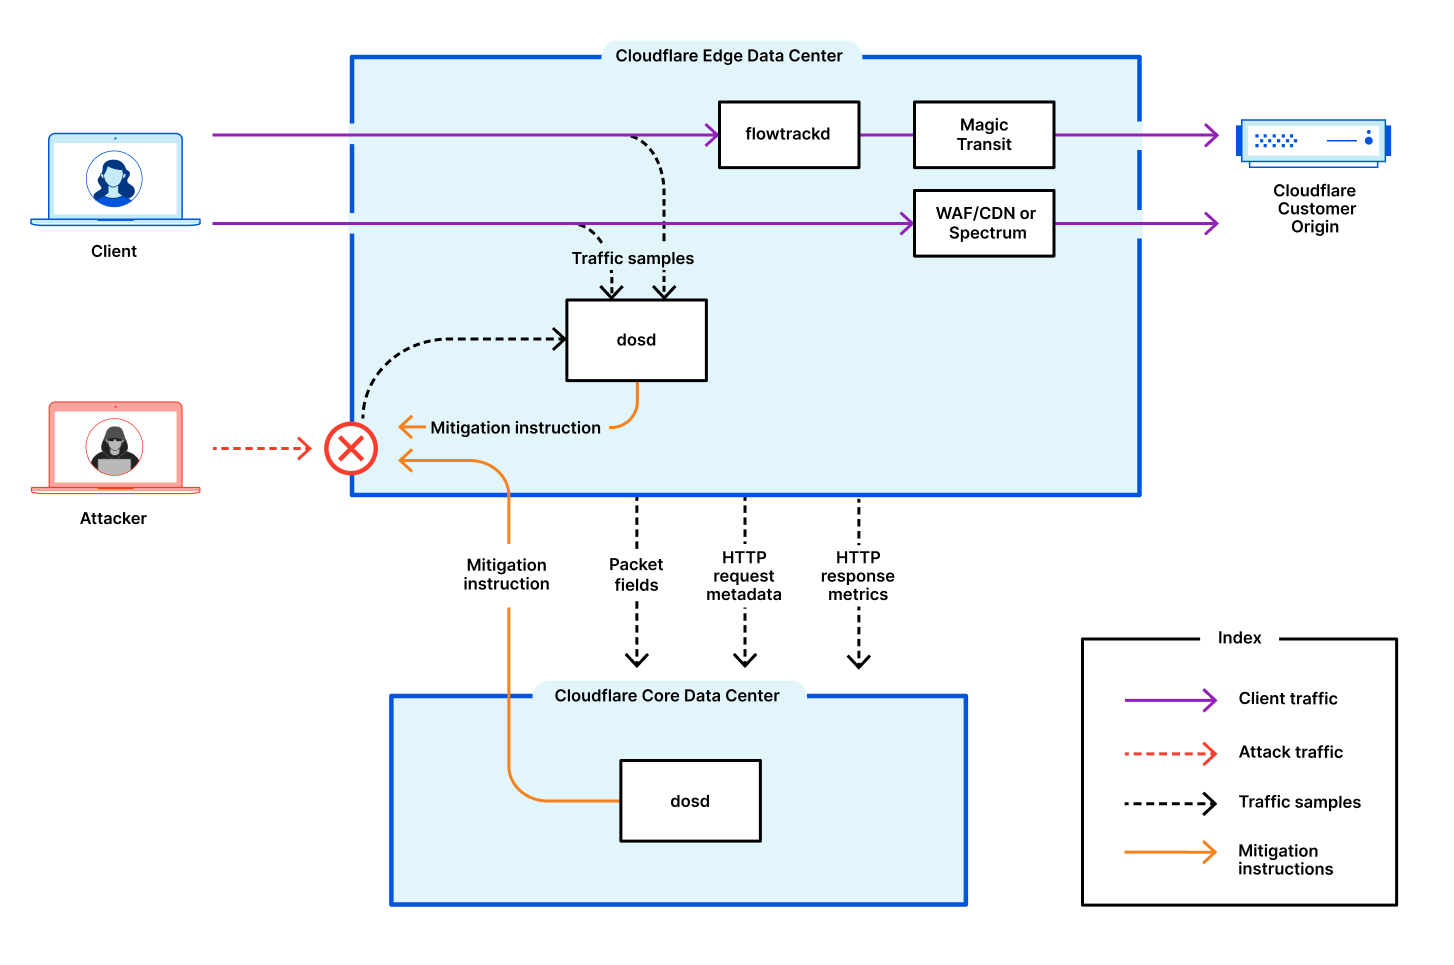 Cloudflare Edge Data Center
flowtrackd
Magic
Transit
WAF/CDN or
Spectrum
Cloudflare
Customer
Origin
Client
Traffic samples
dosd
Mitigation instruction
Attacker
Mitigation
instruction
Packet
fields
HTTP
request
metadata
HTTP
response
metrics
Cloudflare Core Data Center
dosd
Index
Client traffic
Attack traffic
Traffic samples
Mitigation
instructions